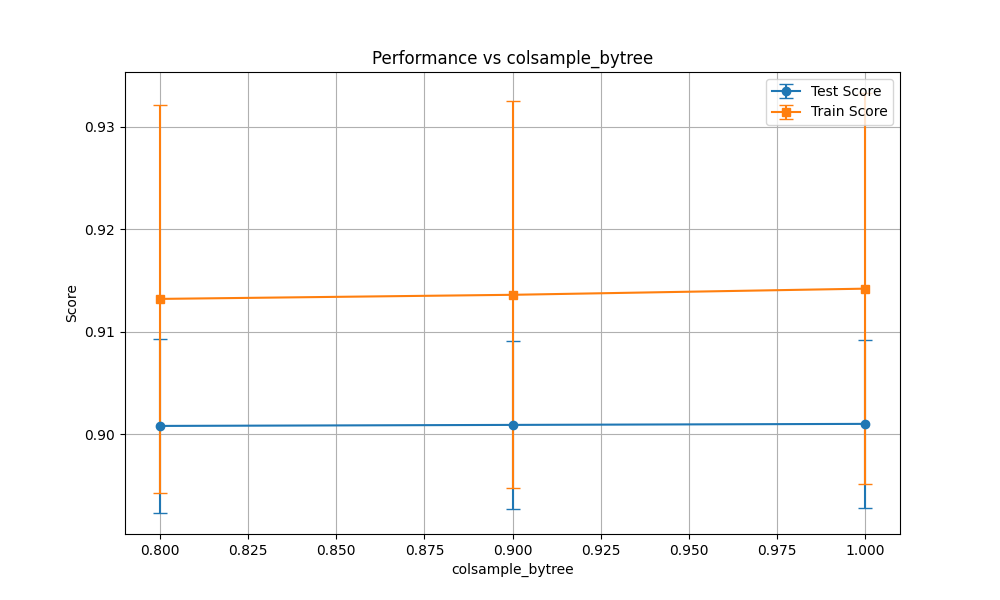 Performance vs colsample_bytree
Test Score
Train Score
0.93
0.92
0.91
0.90
Score
0.800 0.825 0.850 0.875 0.900 0.925 0.950 0.975 1.000
colsample_bytree